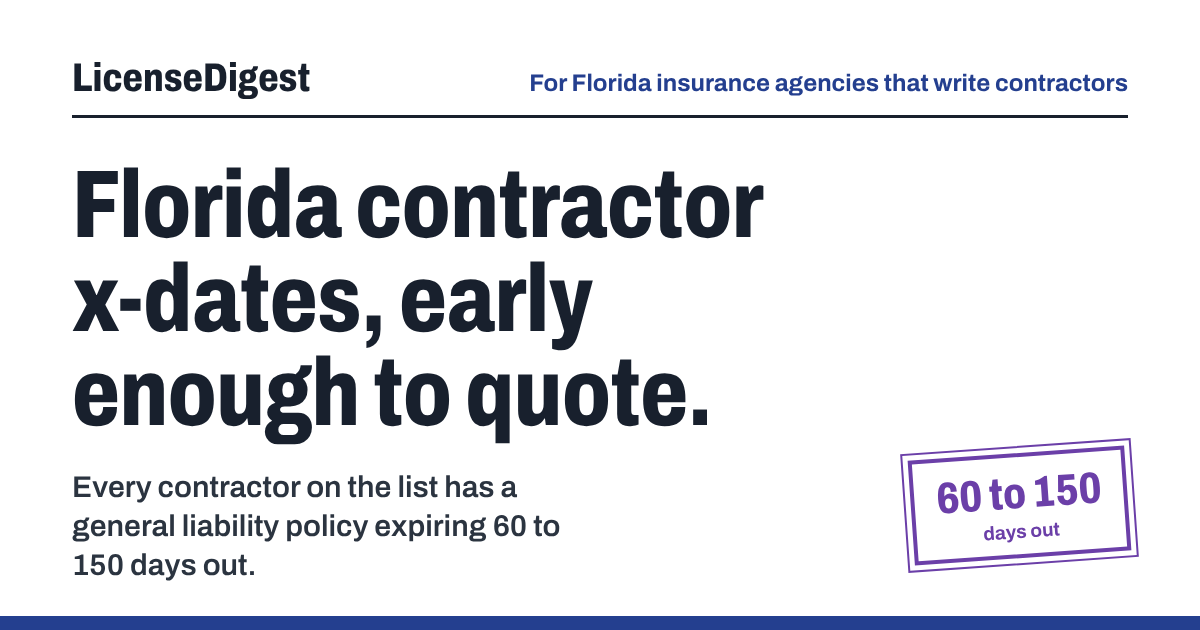 LicenseDigest
For Florida insurance agencies that write contractors
Florida contractor
x-dates, early
enough to quote.
Every contractor on the list has a
general liability policy expiring 60 to
150 days out.
60 to 150
days out